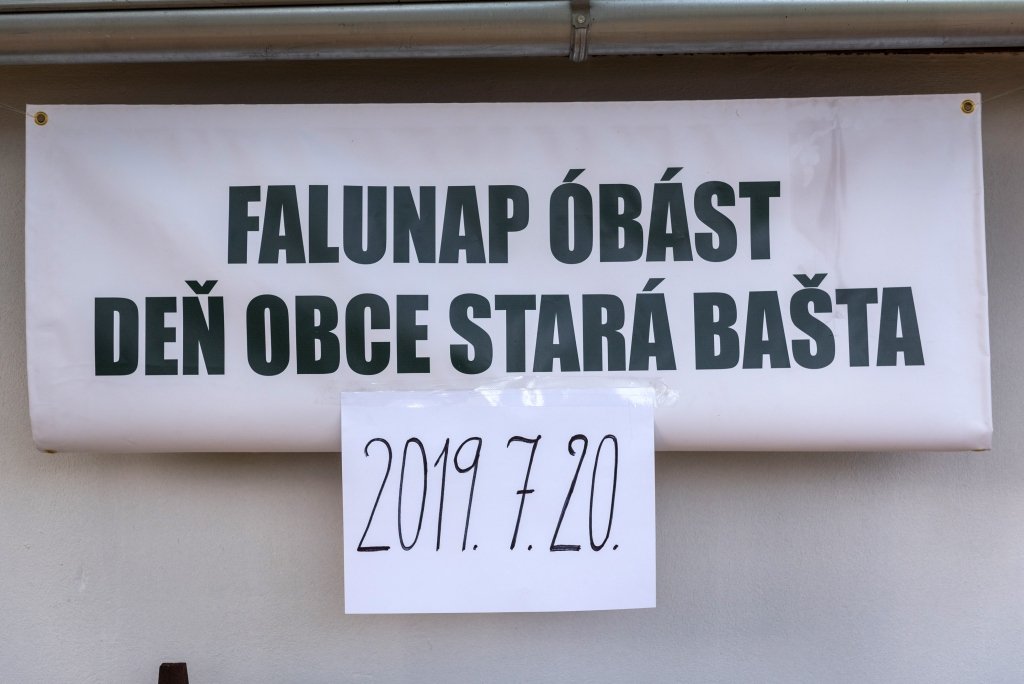 FALUNAP ÓBÁST
DEŇ OBCE STARÁ BAŠTA
2019. 7. 20.